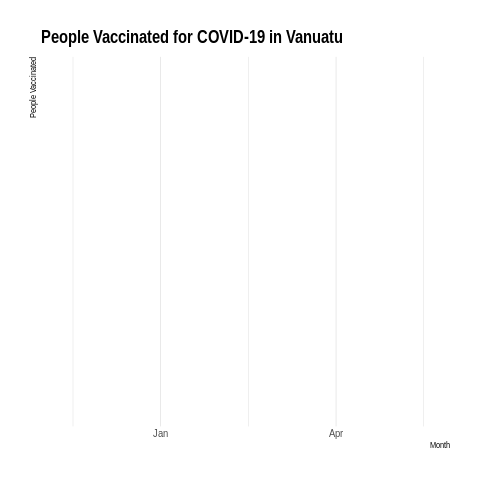 People Vaccinated for COVID-19 in Vanuatu
People Vaccinated
Jan
Apr
Month